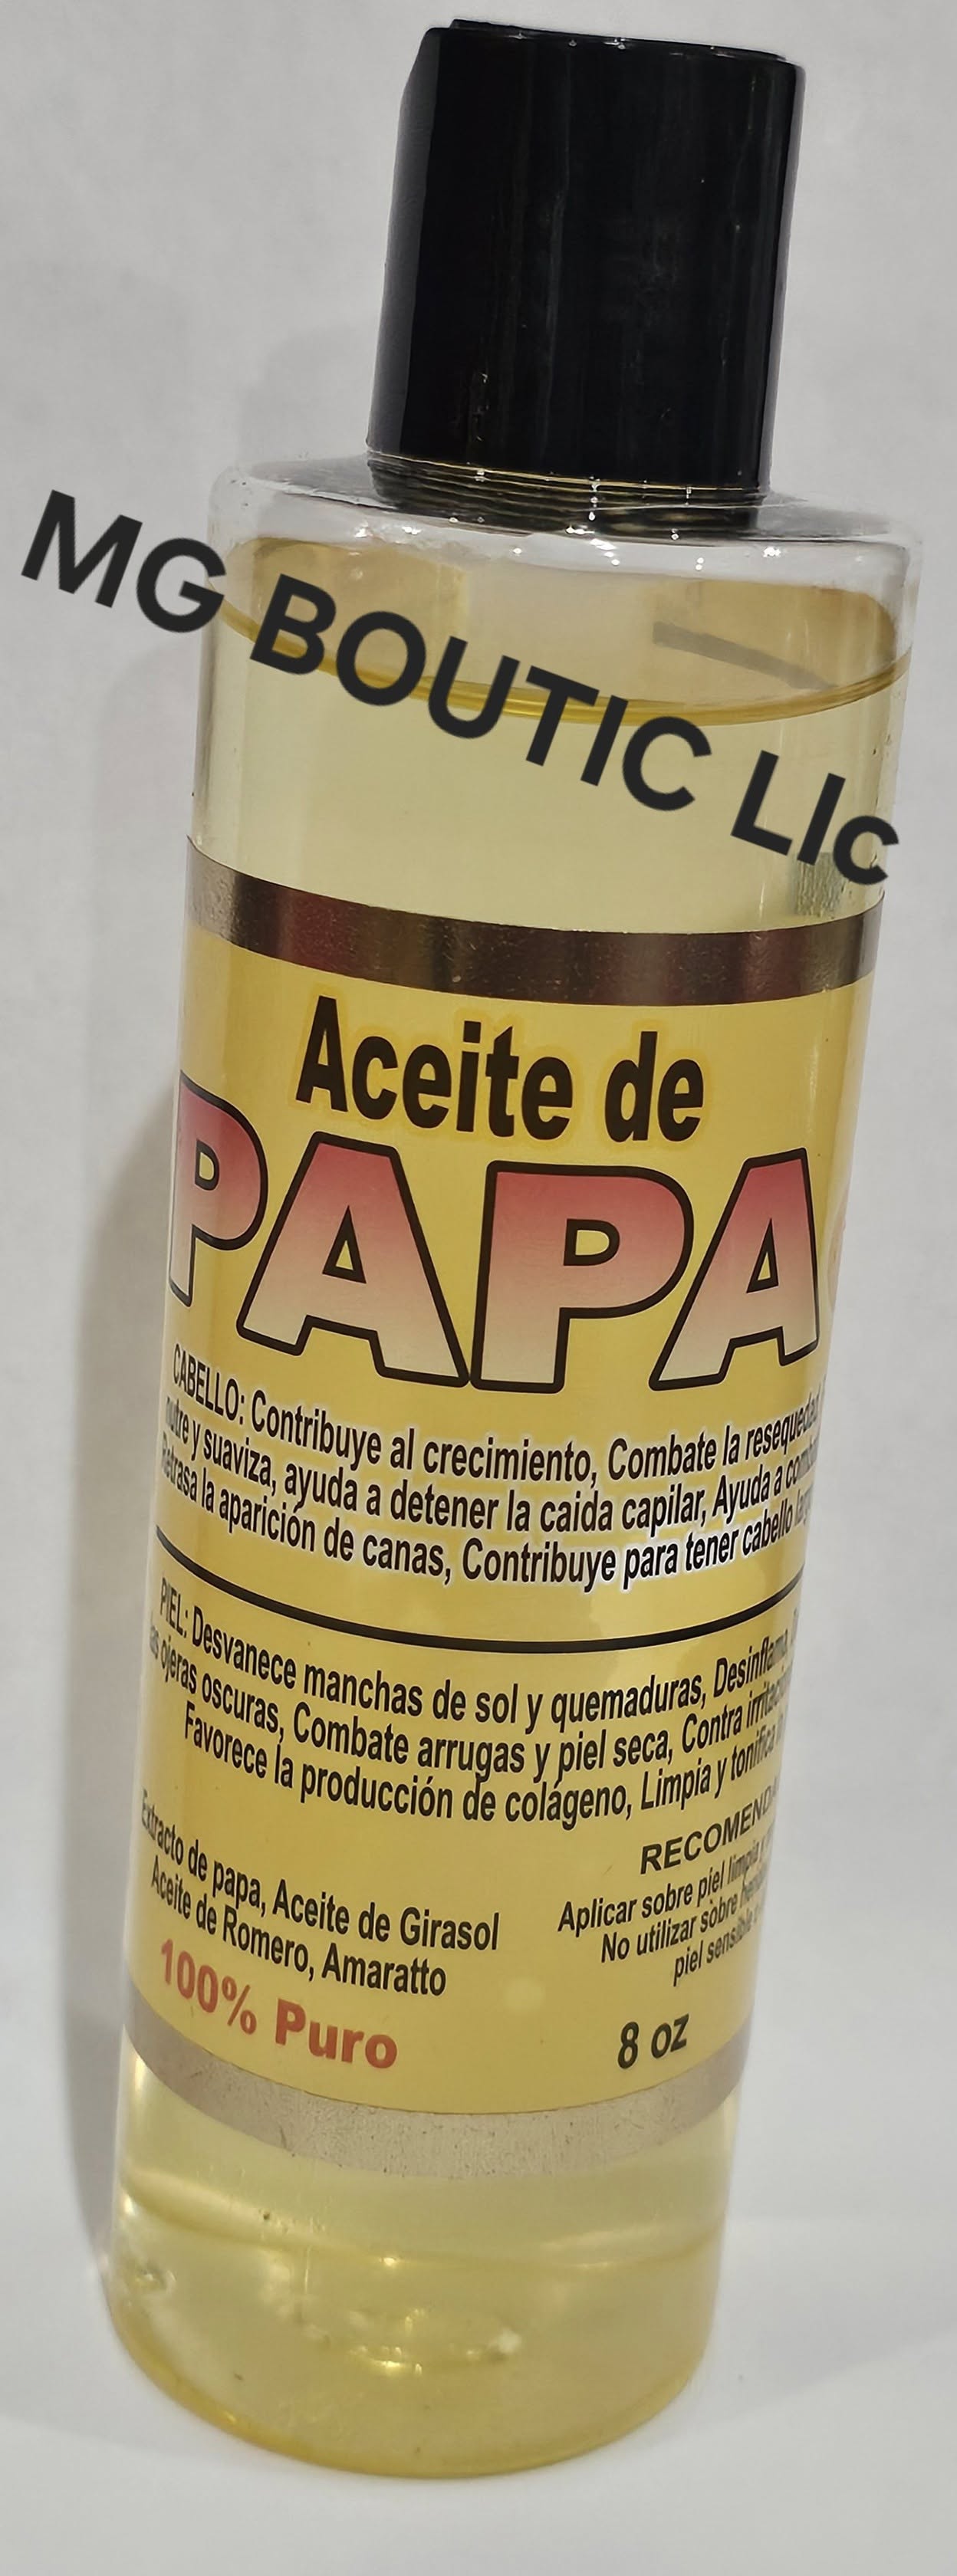 MG BOUTIC Llc
Aceite de
PAPA
CABELLO: Contribuye al crecimiento, Combate la resequedad
nutre y suaviza, ayuda a detener la caida capilar, Ayuda a
Retrasa la aparición de canas, Contribuye para tener cabello
PIEL: Desvanece manchas de sol y quemaduras, Desinflama,
las ojeras oscuras, Combate arrugas y piel seca, Contra
Favorece la producción de colágeno, Limpia y tonifica
Extracto de papa, Aceite de Girasol
Aceite de Romero, Amaratto
100% Puro
RECOMENDA
Aplicar sobre piel limpia
No utilizar sobre
piel sensible
8 oz